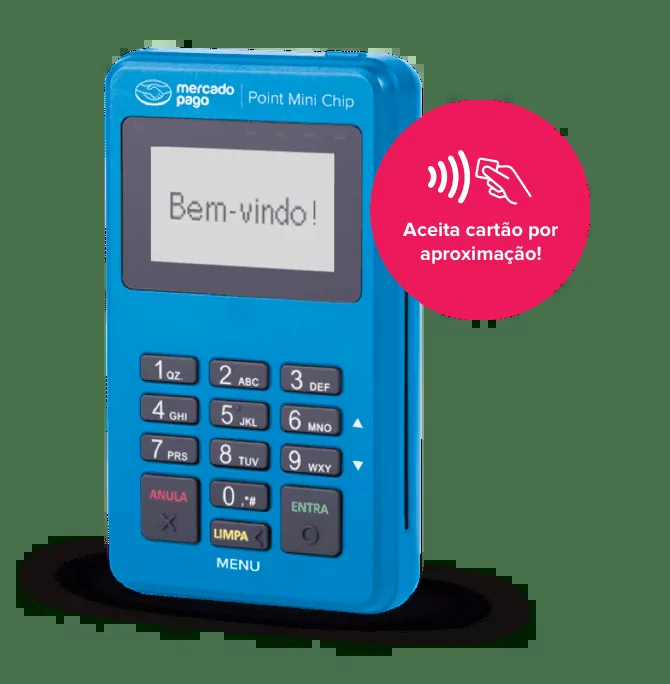 mercado
pago
Point Mini Chip
Bem-vindo!
Aceita cartão por
aproximação!
1 QZ. 2 ABC 3 DEF
4 GHI 5 JKL 6 MNO
7 PRS 8 TUV 9 WXY
ANULA 0 ,*# ENTRA
LIMPA
MENU